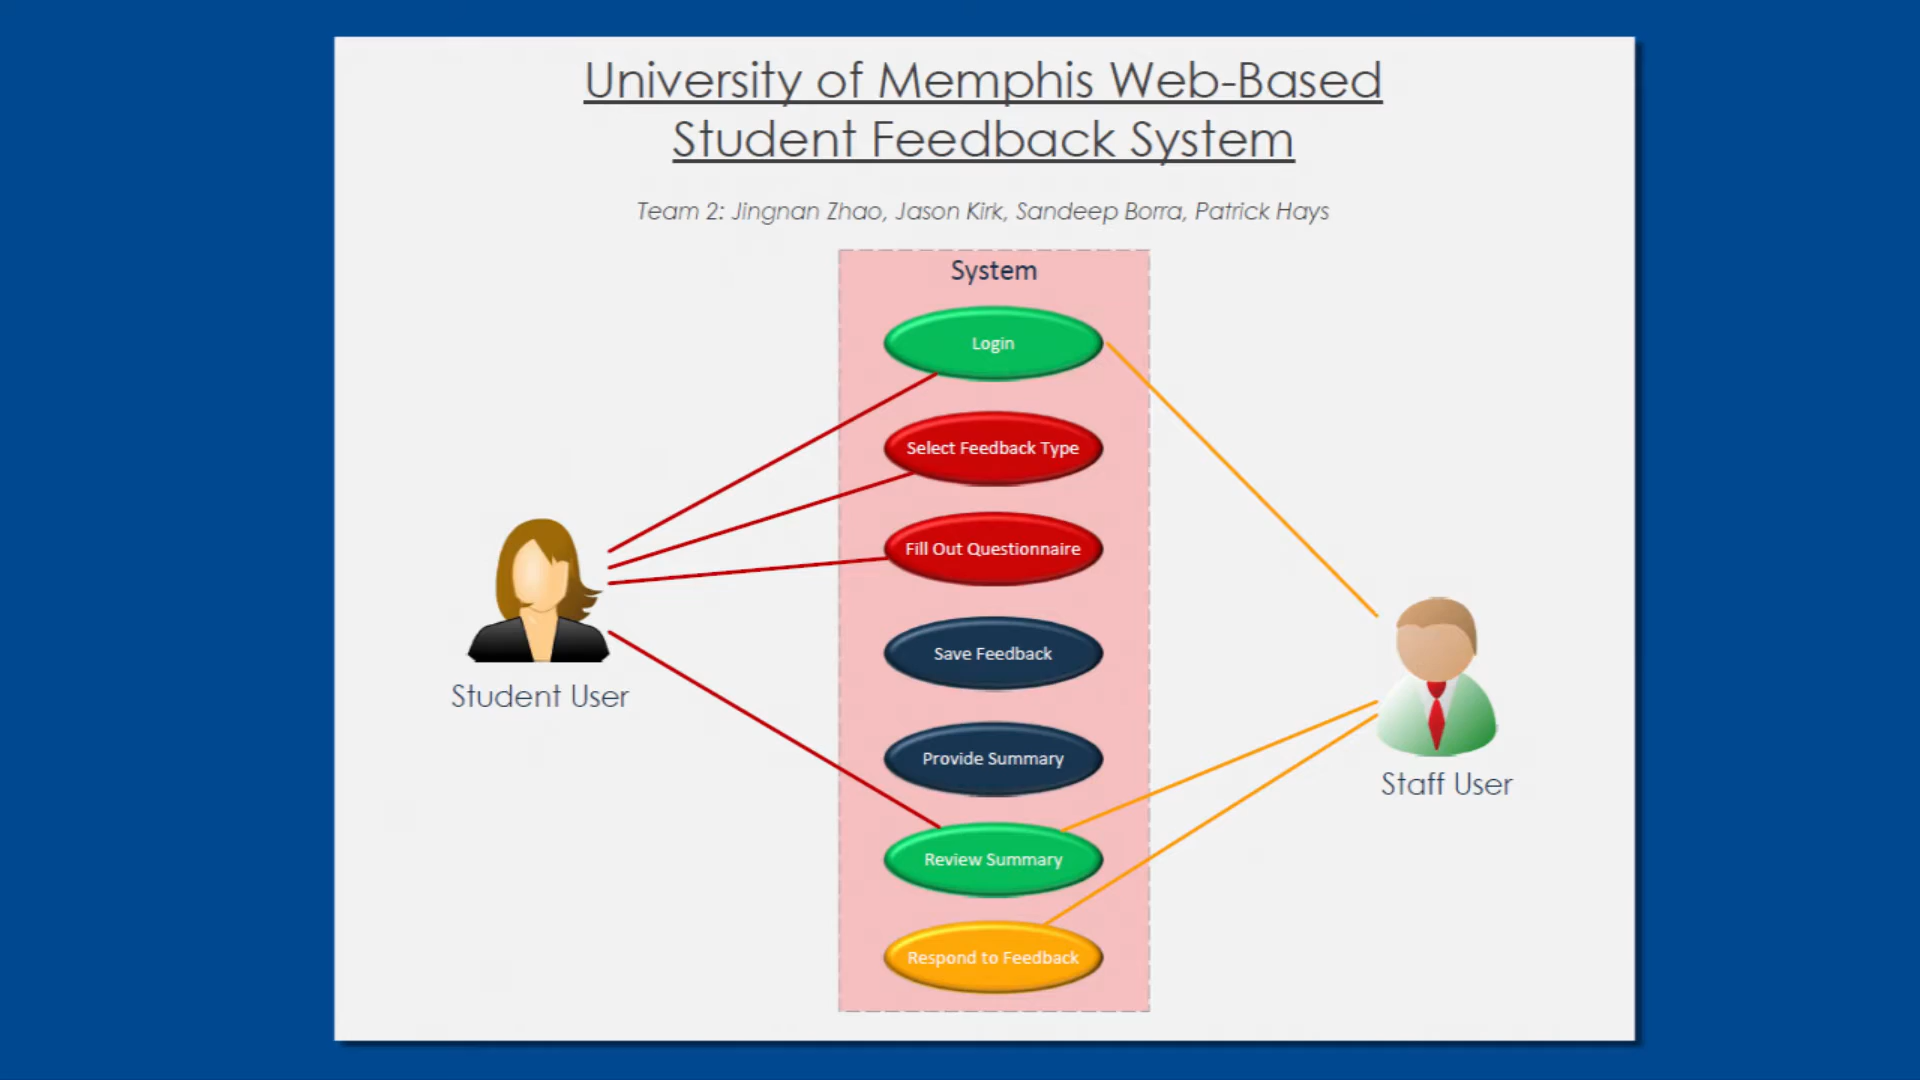 University of Memphis Web-Based
Student Feedback System
Team 2: Jingnan Zhao, Jason Kirk, Sandeep Borra, Patrick Hays
System
Login
Select Feedback Type
Fill Out Questionnaire
Save Feedback
Student User
Provide Summary
Staff User
Review Summary
Respond to Feedback